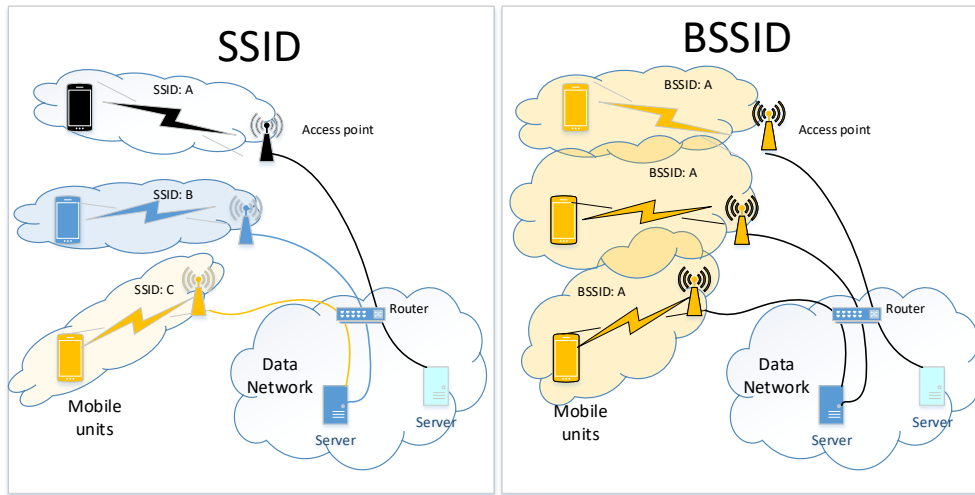 SSID
SSID: A
Access point
SSID: B
SSID: C
Router
Data
Network
Mobile
units
Server
Server
BSSID
BSSID: A
Access point
BSSID: A
BSSID: A
Router
Data
Network
Mobile
units
Server
Server